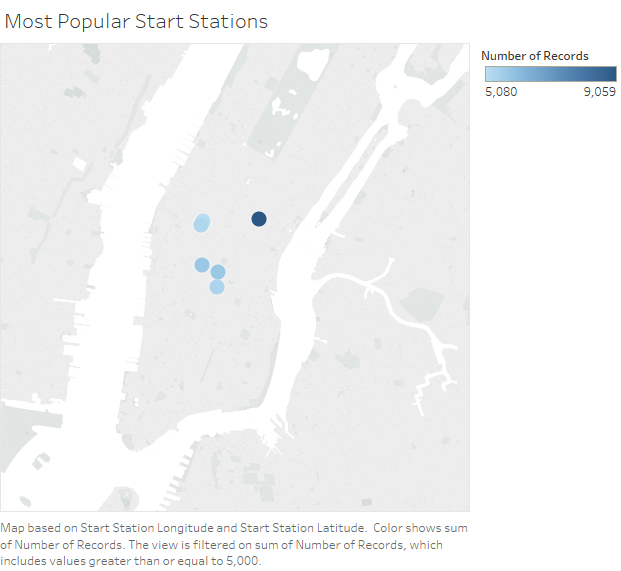 Most Popular Start Stations
Number of Records
5,080 9,059
Map based on Start Station Longitude and Start Station Latitude.  Color shows sum
of Number of Records. The view is filtered on sum of Number of Records, which
includes values greater than or equal to 5,000.